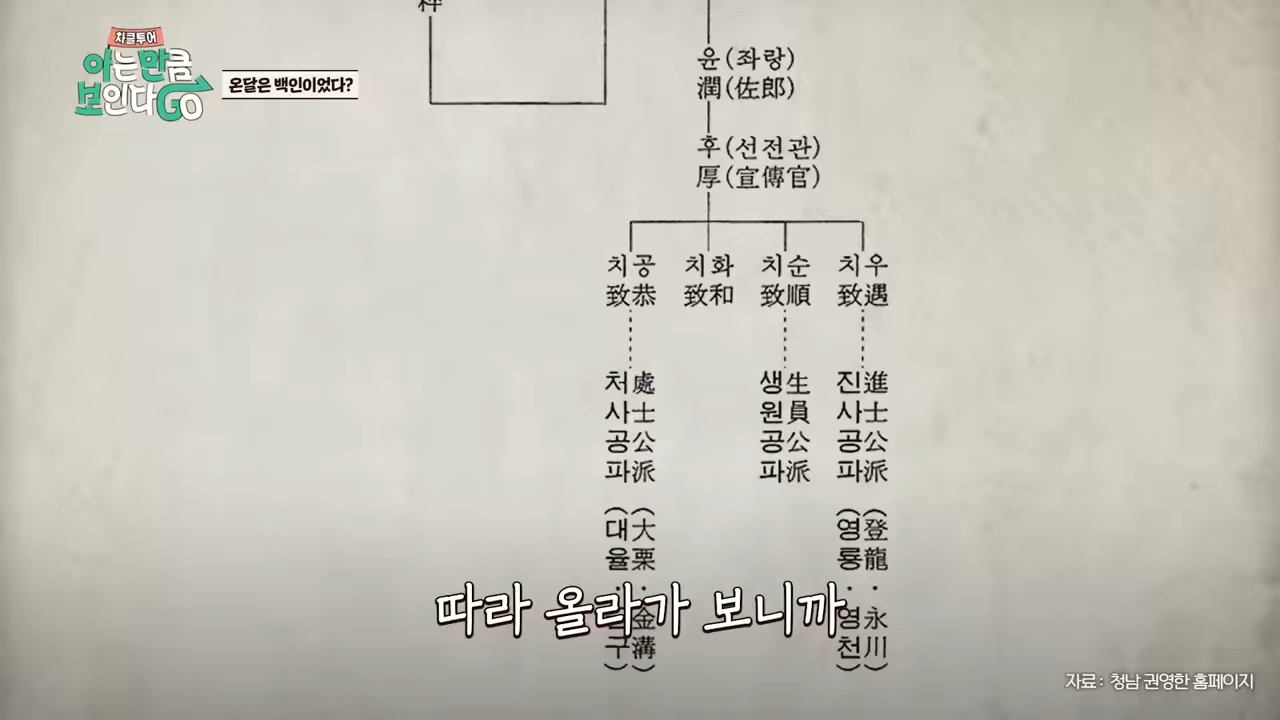 차클투어
아는만큼
보인다GO
온달은 백인이었다?
윤(좌랑)
潤(佐郎)
후(선전관)
厚(宣傳官)
치공 치화 치순 치우
致恭 致和 致順 致遇
처處 생生 진進
사士 원員 사士
공公 공公 공公
파派 파派 파派
(대율· 구) (大栗·金溝) (영룡·영천) (登龍·永川)
따라 올라가 보니까
자료: 청남 권영한 홈페이지